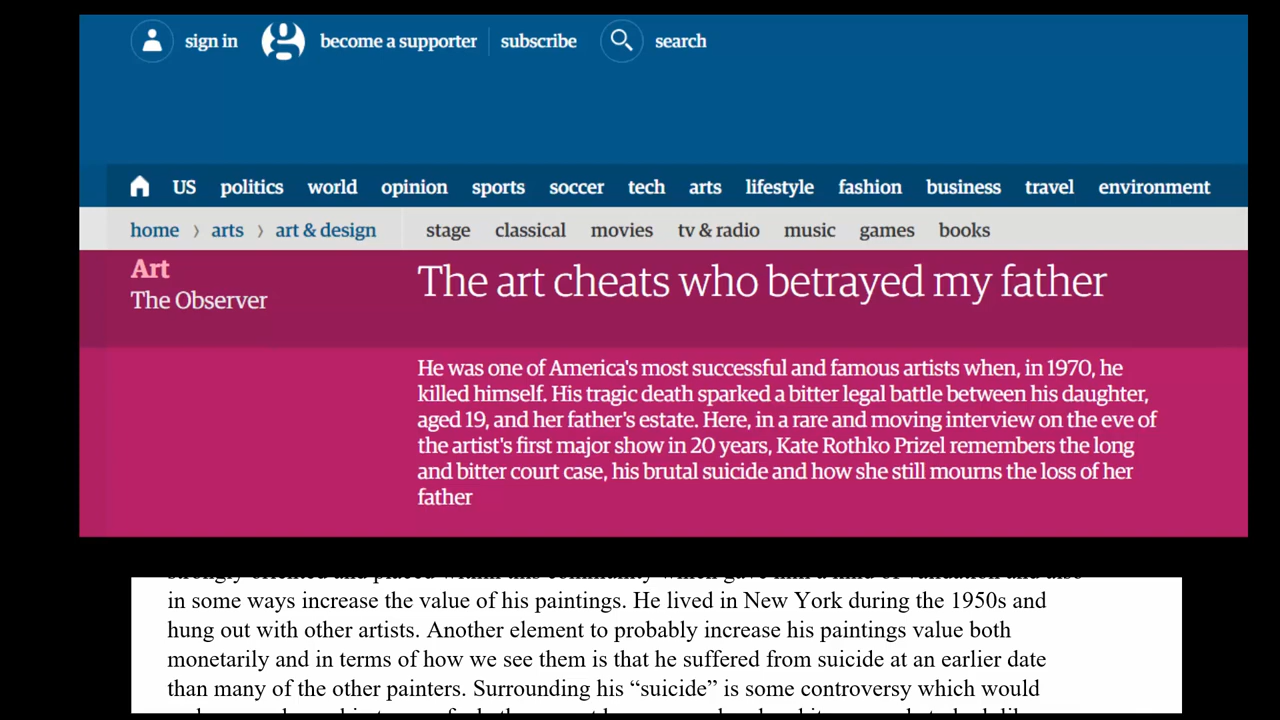 sign in become a supporter subscribe search
US politics world opinion sports soccer tech arts lifestyle fashion business travel environment
home › arts › art & design stage classical movies tv & radio music games books
Art
The Observer
The art cheats who betrayed my father
He was one of America's most successful and famous artists when, in 1970, he
killed himself. His tragic death sparked a bitter legal battle between his daughter,
aged 19, and her father's estate. Here, in a rare and moving interview on the eve of
the artist's first major show in 20 years, Kate Rothko Prizel remembers the long
and bitter court case, his brutal suicide and how she still mourns the loss of her
father
in some ways increase the value of his paintings. He lived in New York during the 1950s and
hung out with other artists. Another element to probably increase his paintings value both
monetarily and in terms of how we see them is that he suffered from suicide at an earlier date
than many of the other painters. Surrounding his “suicide” is some controversy which would